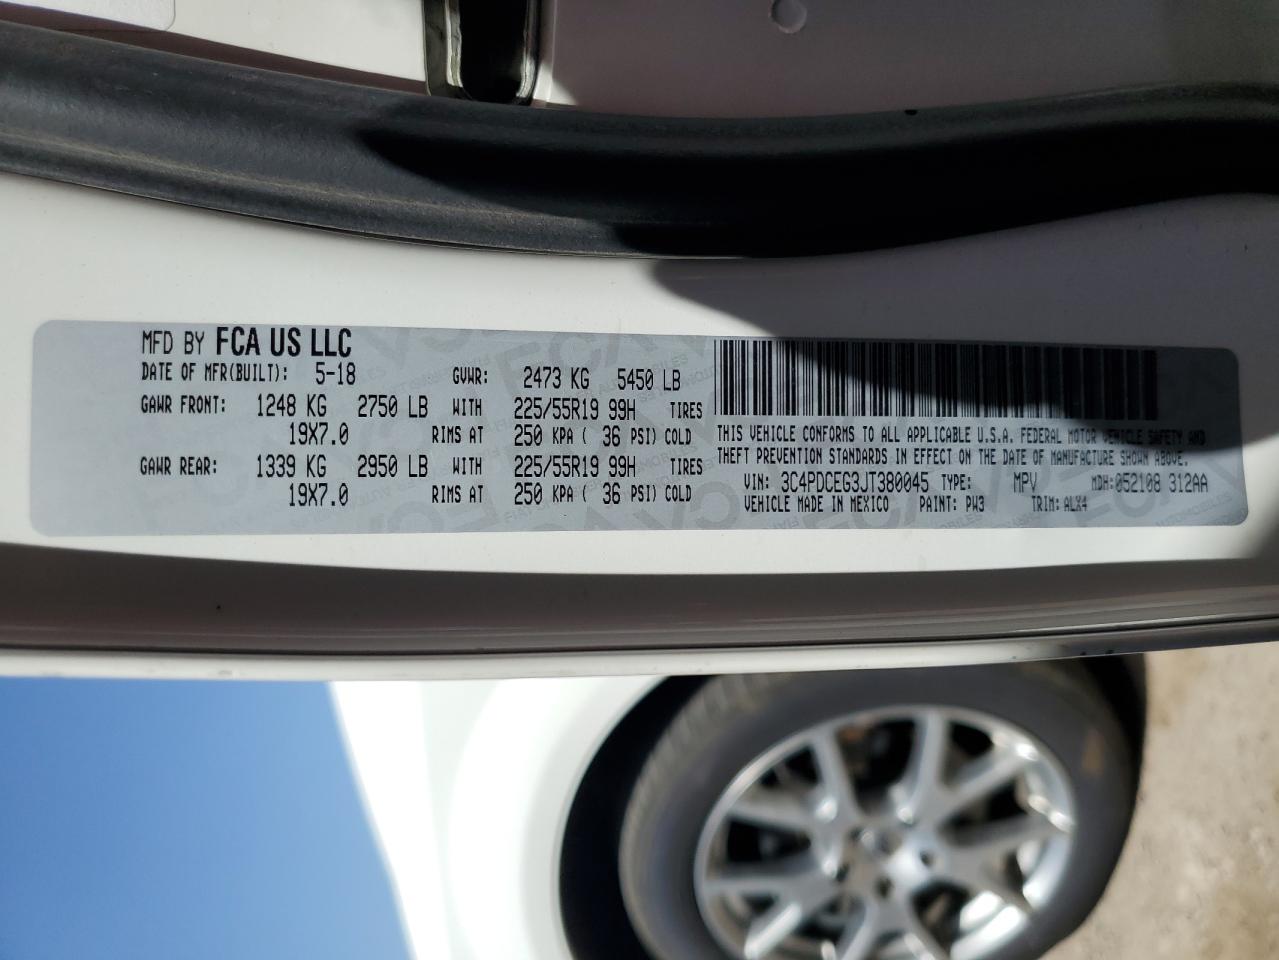 MFD BY FCA US LLC
DATE OF MFR(BUILT): 5-18 GVWR: 2473 KG 5450 LB
GAWR FRONT: 1248 KG 2750 LB WITH 225/55R19 99H TIRES
19X7.0 RIMS AT 250 KPA ( 36 PSI) COLD
GAWR REAR: 1339 KG 2950 LB WITH 225/55R19 99H TIRES
19X7.0 RIMS AT 250 KPA ( 36 PSI) COLD
THIS VEHICLE CONFORMS TO ALL APPLICABLE U.S.A. FEDERAL MOTOR VEHICLE SAFETY AND
THEFT PREVENTION STANDARDS IN EFFECT ON THE DATE OF MANUFACTURE SHOWN ABOVE.
VIN: 3C4PDCEG3JT380045 TYPE: MPV MDH:052108 312AA
VEHICLE MADE IN MEXICO PAINT: PW3 TRIM: ALX4